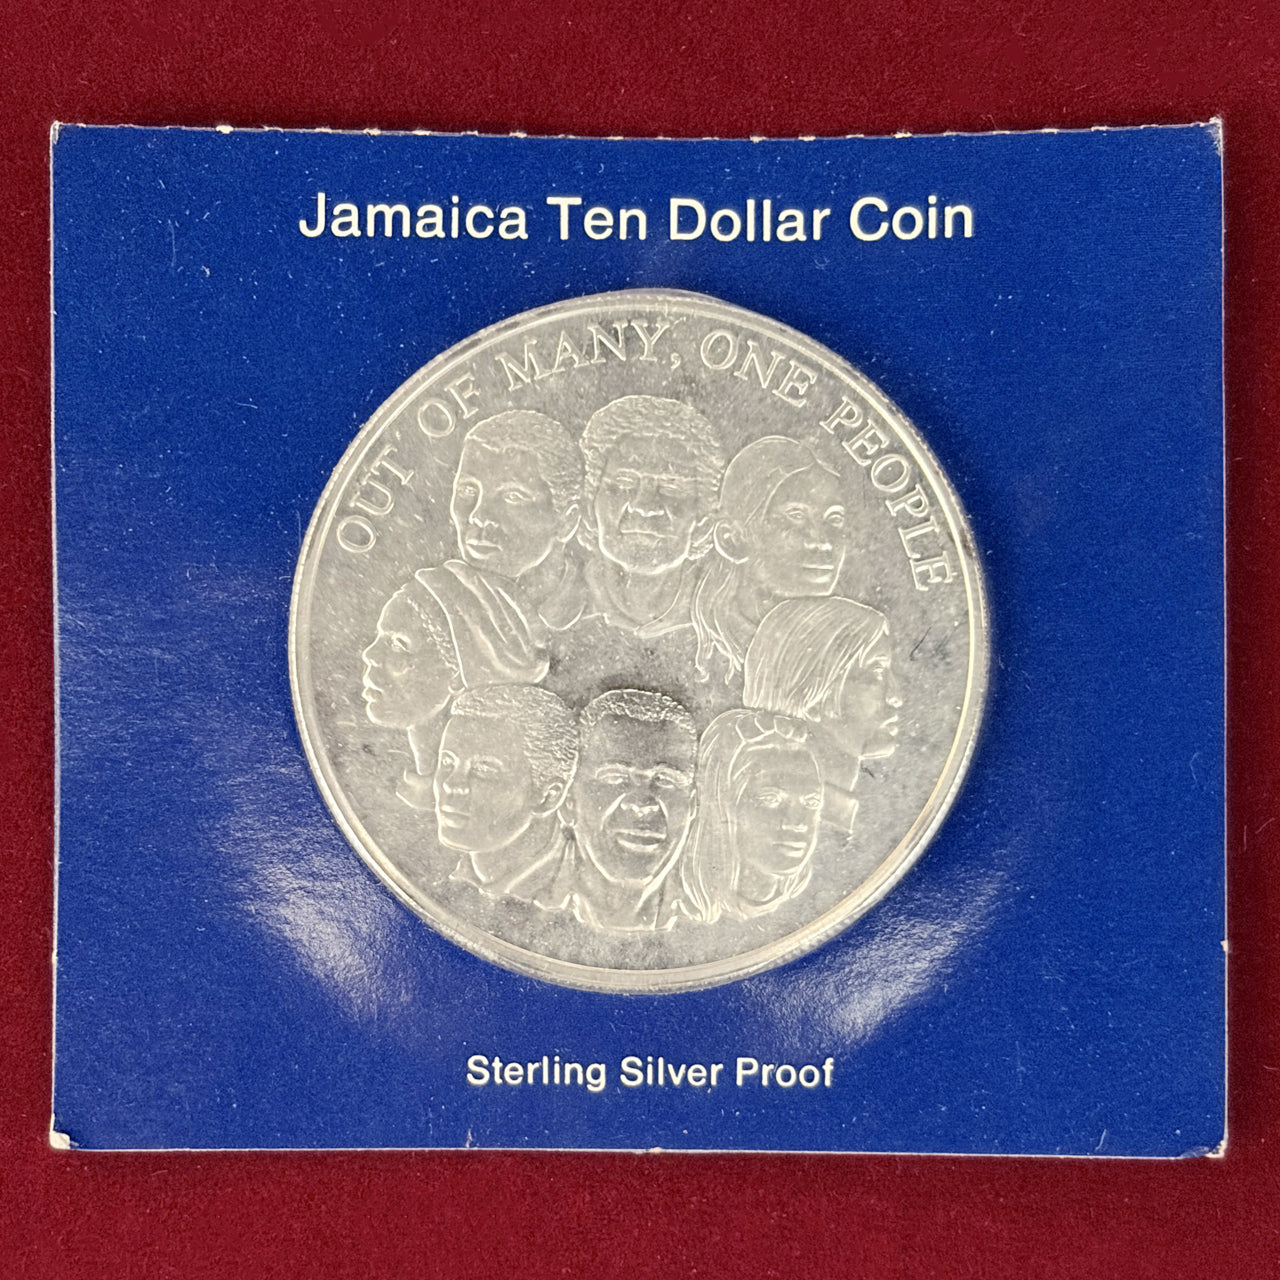 Jamaica Ten Dollar Coin
OUT OF MANY, ONE PEOPLE
Sterling Silver Proof